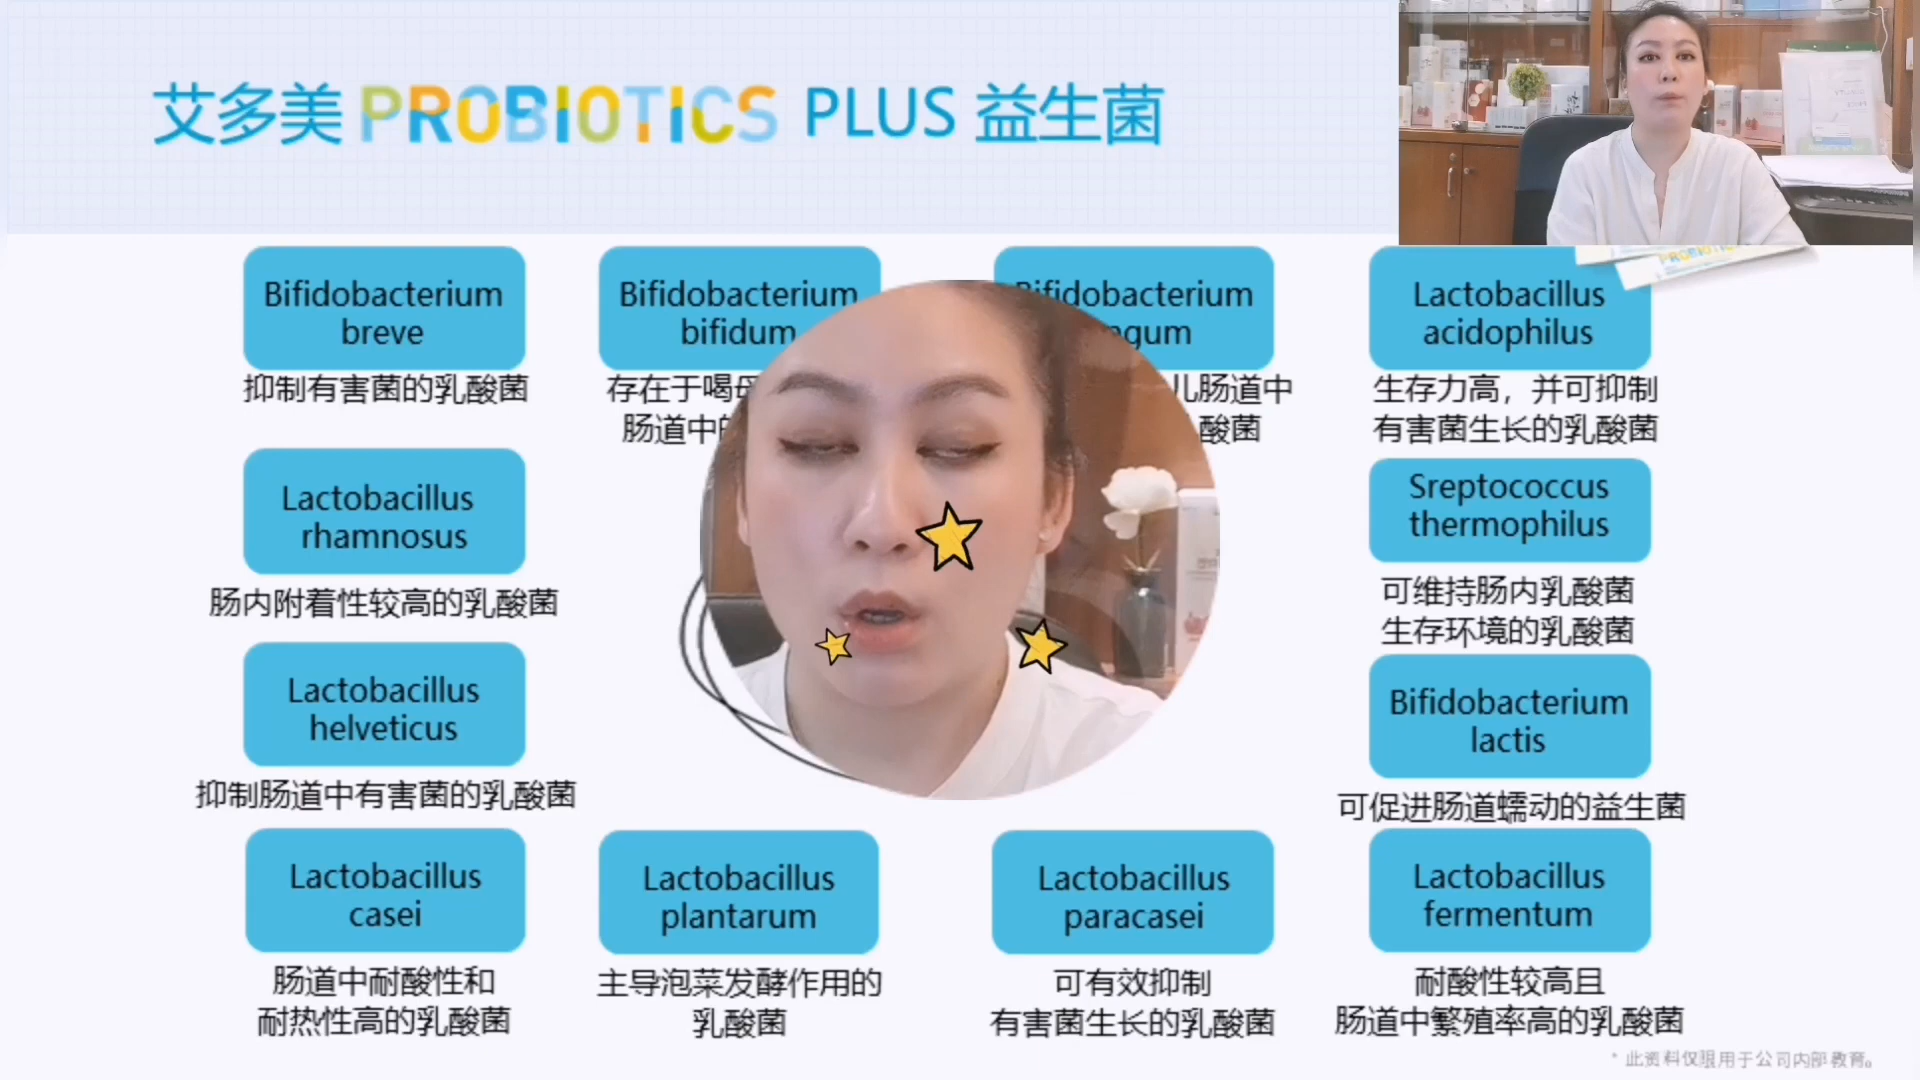 艾多美 PROBIOTICS PLUS 益生菌
Bifidobacterium
breve
抑制有害菌的乳酸菌
Bifidobacterium
bifidum
存在于喝
肠道中
Bifidobacterium
儿肠道中
酸菌
Lactobacillus
acidophilus
生存力高，并可抑制
有害菌生长的乳酸菌
Lactobacillus
rhamnosus
肠内附着性较高的乳酸菌
Sreptococcus
thermophilus
可维持肠内乳酸菌
生存环境的乳酸菌
Lactobacillus
helveticus
抑制肠道中有害菌的乳酸菌
Bifidobacterium
lactis
可促进肠道蠕动的益生菌
Lactobacillus
casei
肠道中耐酸性和
耐热性高的乳酸菌
Lactobacillus
plantarum
主导泡菜发酵作用的
乳酸菌
Lactobacillus
paracasei
可有效抑制
有害菌生长的乳酸菌
Lactobacillus
fermentum
耐酸性较高且
肠道中繁殖率高的乳酸菌
* 此资料仅限用于公司内部教育。